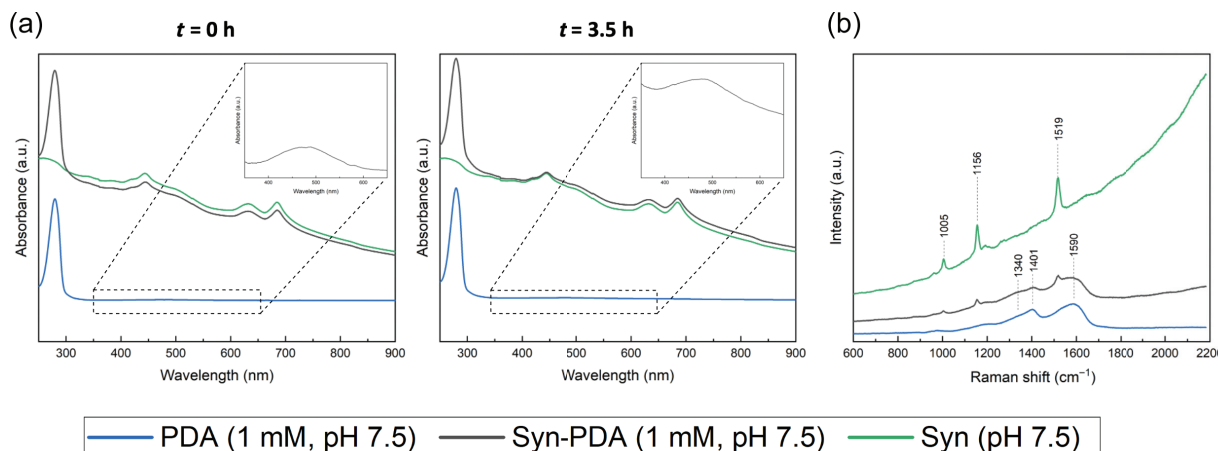 (a)
t = 0 h
t = 3.5 h
(b)
Absorbance (a.u.)
Absorbance (a.u.)
400 500 600
Wavelength (nm)
300 400 500 600 700 800 900
Wavelength (nm)
Absorbance (a.u.)
Absorbance (a.u.)
400 500 600
Wavelength (nm)
300 400 500 600 700 800 900
Wavelength (nm)
Intensity (a.u.)
1005
1156
1519
1340
1401
1590
600 800 1000 1200 1400 1600 1800 2000 2200
Raman shift (cm⁻¹)
PDA (1 mM, pH 7.5) Syn-PDA (1 mM, pH 7.5) Syn (pH 7.5)